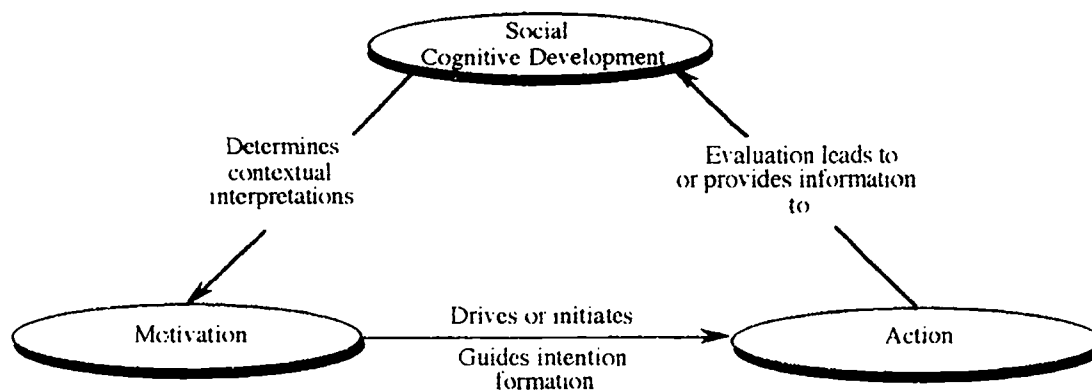 Social
Cognitive Development
Determines
contextual
interpretations
Evaluation leads to
or provides information
to
Motivation
Drives or initiates
Guides intention
formation
Action